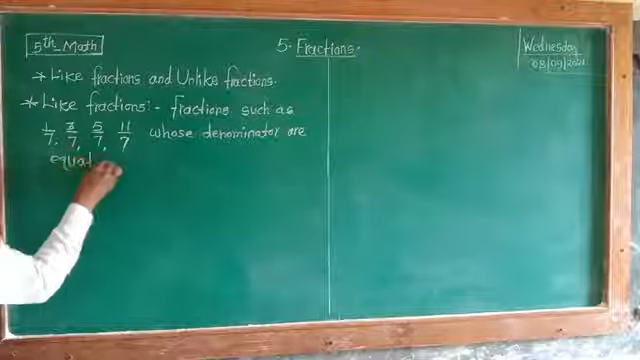 5th Math
5. Fractions.
Wednesday
08/09/2021
* Like fractions and Unlike fractions.
* Like fractions:- Fractions such as
1/7, 3/7, 5/7, 11/7 whose denominator are
equal